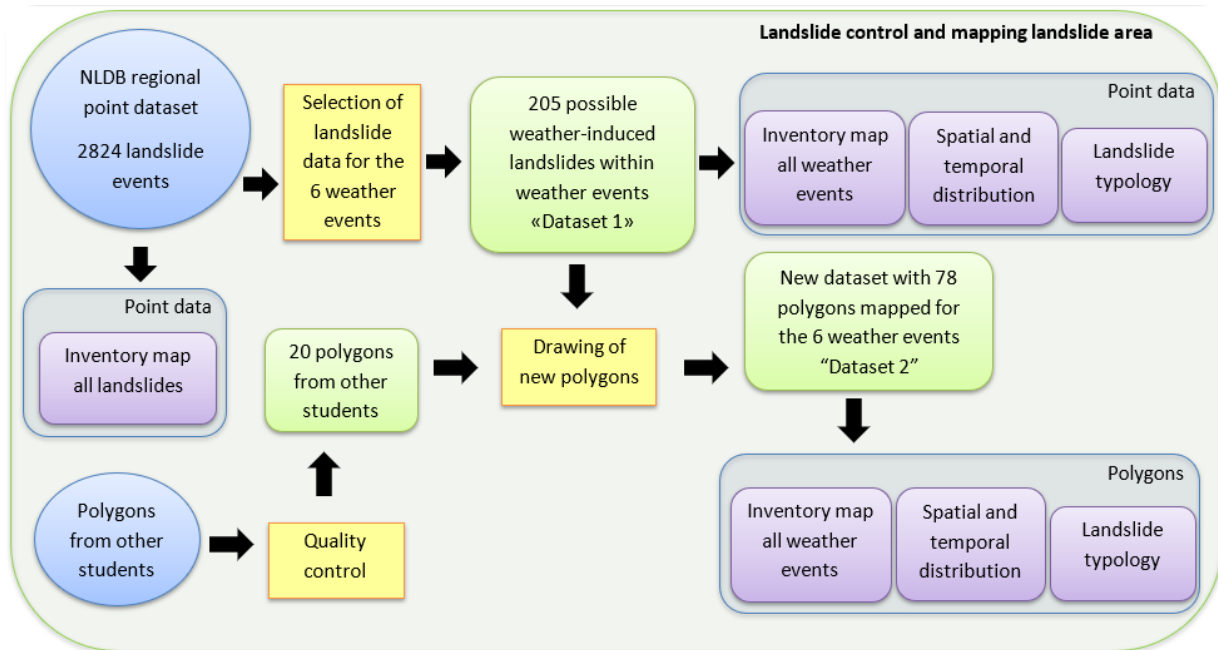 Landslide control and mapping landslide area
NLDB regional
point dataset
2824 landslide
events
Selection of
landslide
data for the
6 weather
events
205 possible
weather-induced
landslides within
weather events
«Dataset 1»
Point data
Inventory map
all weather
events
Spatial and
temporal
distribution
Landslide
typology
Point data
Inventory map
all landslides
20 polygons
from other
students
Drawing of
new polygons
New dataset with 78
polygons mapped for
the 6 weather events
“Dataset 2”
Polygons
from other
students
Quality
control
Polygons
Inventory map
all weather
events
Spatial and
temporal
distribution
Landslide
typology